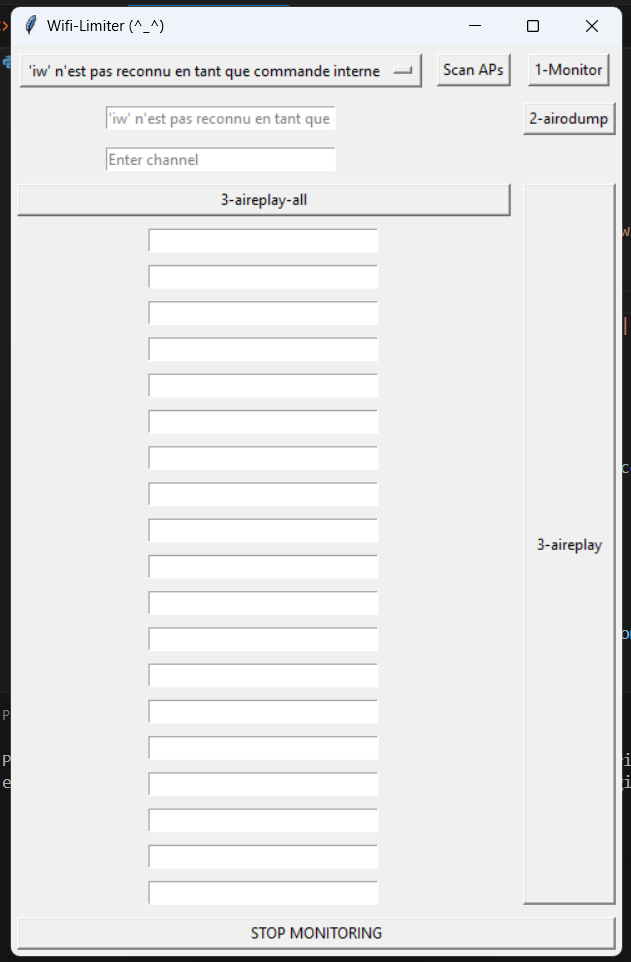 Wifi-Limiter (^_^)
'iw' n'est pas reconnu en tant que commande interne
Scan APs
1-Monitor
'iw' n'est pas reconnu en tant que
2-airodump
Enter channel
3-aireplay-all
3-aireplay
STOP MONITORING